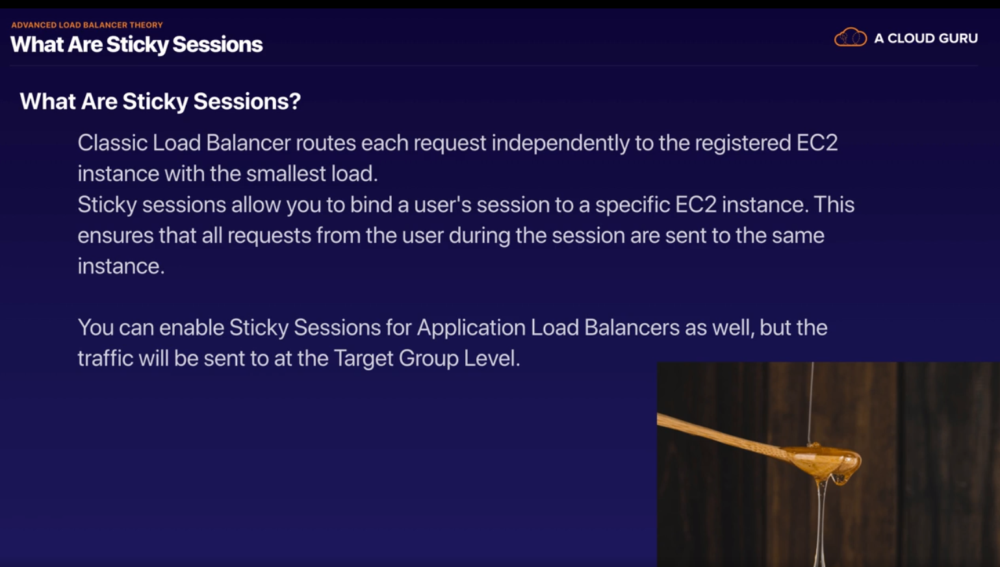 ADVANCED LOAD BALANCER THEORY
What Are Sticky Sessions
A CLOUD GURU
What Are Sticky Sessions?
Classic Load Balancer routes each request independently to the registered EC2
instance with the smallest load.
Sticky sessions allow you to bind a user's session to a specific EC2 instance. This
ensures that all requests from the user during the session are sent to the same
instance.
You can enable Sticky Sessions for Application Load Balancers as well, but the
traffic will be sent to at the Target Group Level.